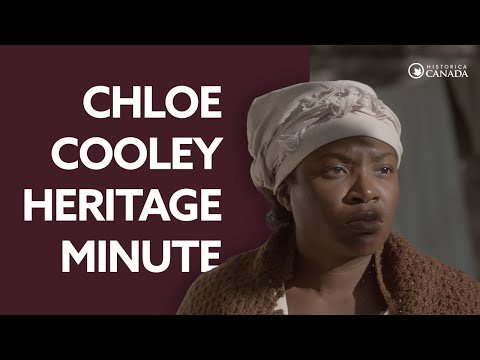 HISTORICA
CANADA
CHLOE
COOLEY
HERITAGE
MINUTE